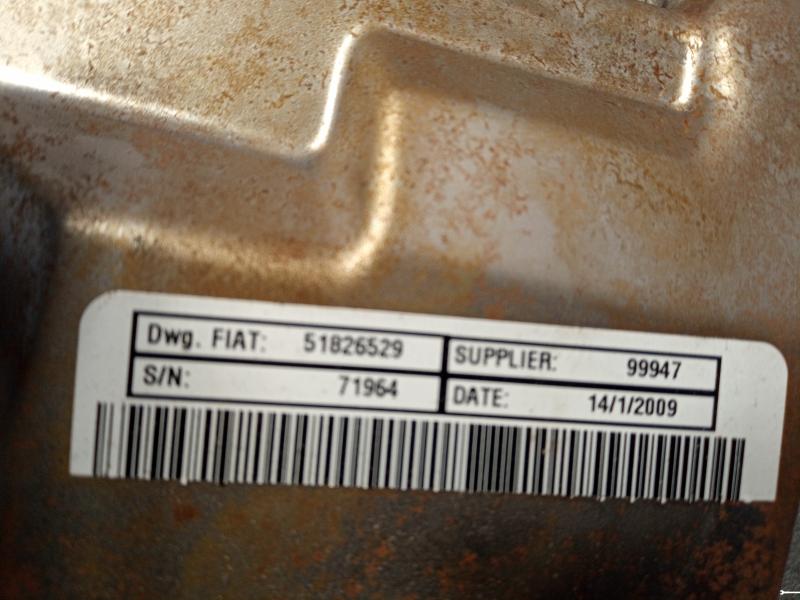 Dwg. FIAT: 51826529 SUPPLIER: 99947
S/N: 71964 DATE: 14/1/2009